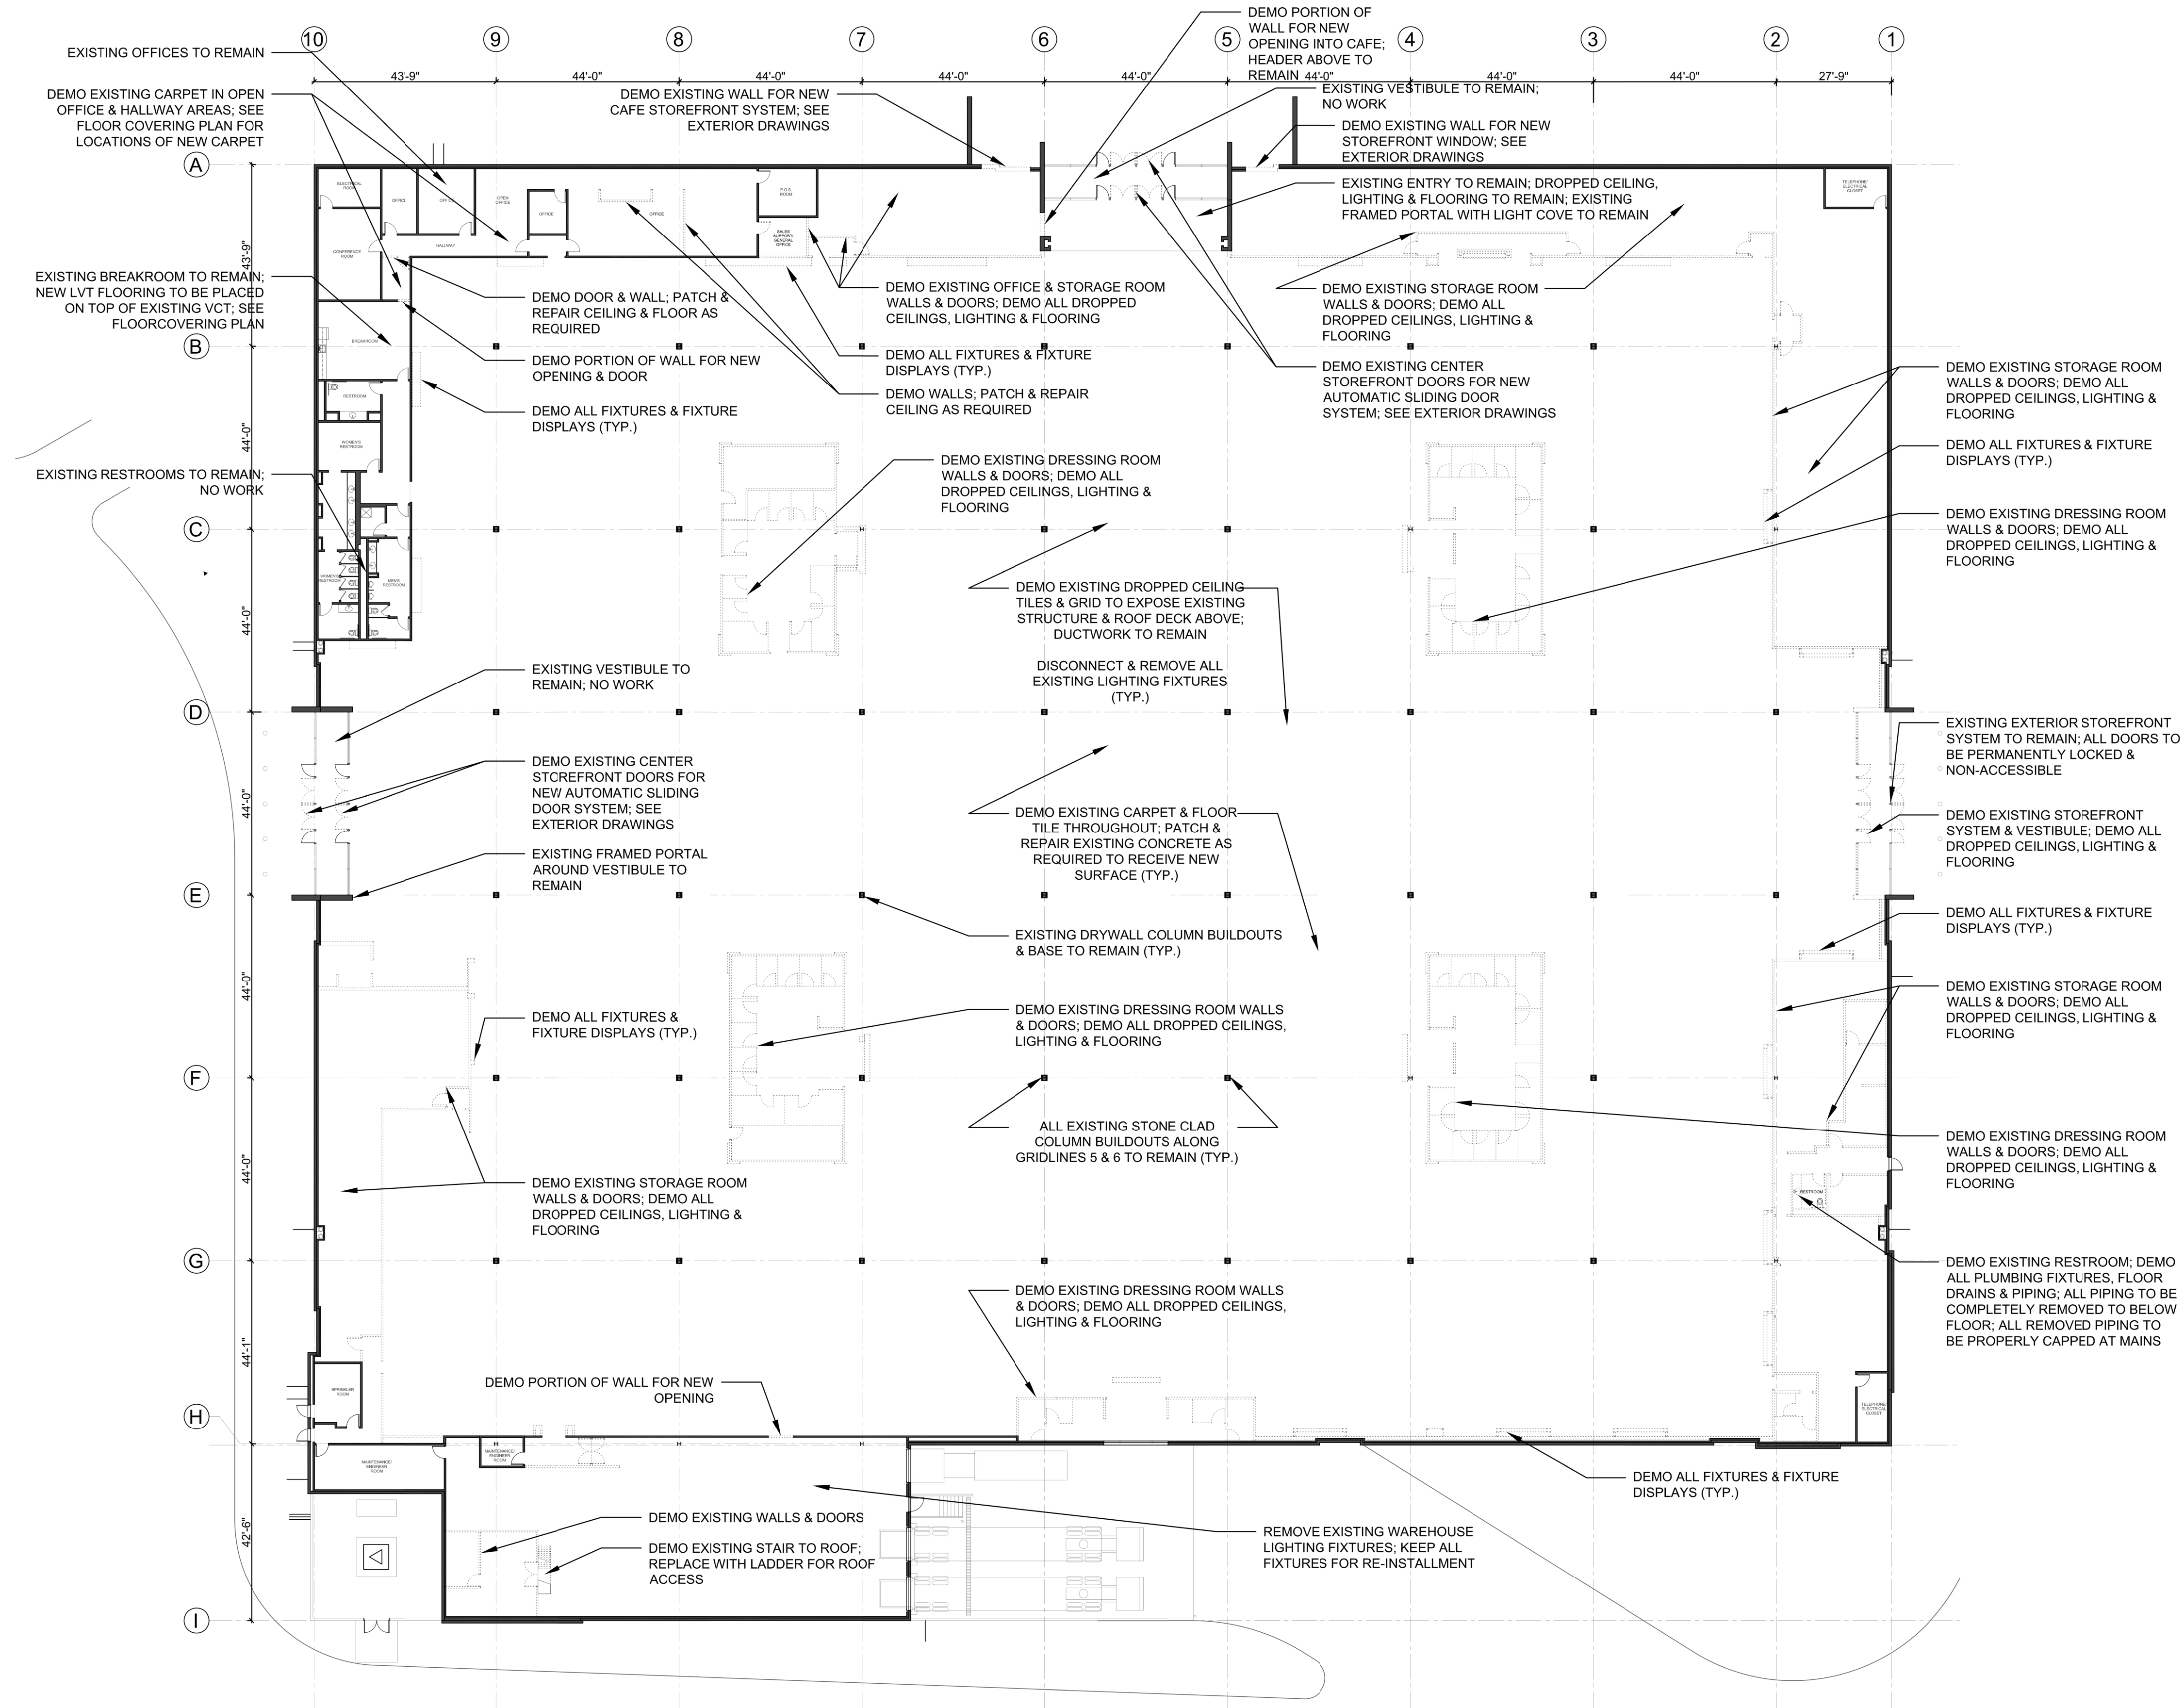 10
9
8
7
6
5
4
3
2
1
43'-9"
44'-0"
44'-0"
44'-0"
44'-0"
44'-0"
44'-0"
44'-0"
27'-9"
A
B
C
D
E
F
G
H
I
43'-9"
44'-0"
44'-0"
44'-0"
44'-0"
44'-0"
44'-1"
42'-6"
EXISTING OFFICES TO REMAIN
DEMO EXISTING CARPET IN OPEN
OFFICE & HALLWAY AREAS; SEE
FLOOR COVERING PLAN FOR
LOCATIONS OF NEW CARPET
EXISTING BREAKROOM TO REMAIN;
NEW LVT FLOORING TO BE PLACED
ON TOP OF EXISTING VCT; SEE
FLOORCOVERING PLAN
EXISTING RESTROOMS TO REMAIN;
NO WORK
DEMO EXISTING WALL FOR NEW
CAFE STOREFRONT SYSTEM; SEE
EXTERIOR DRAWINGS
DEMO PORTION OF
WALL FOR NEW
OPENING INTO CAFE;
HEADER ABOVE TO
REMAIN
EXISTING VESTIBULE TO REMAIN;
NO WORK
DEMO EXISTING WALL FOR NEW
STOREFRONT WINDOW; SEE
EXTERIOR DRAWINGS
EXISTING ENTRY TO REMAIN; DROPPED CEILING,
LIGHTING & FLOORING TO REMAIN; EXISTING
FRAMED PORTAL WITH LIGHT COVE TO REMAIN
ELECTRICAL
ROOM
OFFICE
OFFICE
OPEN
OFFICE
OFFICE
OFFICE
P.O.S.
ROOM
SALES
SUPPORT/
GENERAL
OFFICE
HALLWAY
CONFERENCE
ROOM
BREAKROOM
RESTROOM
WOMEN'S
RESTROOM
WOMEN'S
RESTROOM
MEN'S
RESTROOM
TELEPHONE/
ELECTRICAL
CLOSET
DEMO DOOR & WALL; PATCH &
REPAIR CEILING & FLOOR AS
REQUIRED
DEMO PORTION OF WALL FOR NEW
OPENING & DOOR
DEMO ALL FIXTURES & FIXTURE
DISPLAYS (TYP.)
DEMO EXISTING OFFICE & STORAGE ROOM
WALLS & DOORS; DEMO ALL DROPPED
CEILINGS, LIGHTING & FLOORING
DEMO ALL FIXTURES & FIXTURE
DISPLAYS (TYP.)
DEMO WALLS; PATCH & REPAIR
CEILING AS REQUIRED
DEMO EXISTING STORAGE ROOM
WALLS & DOORS; DEMO ALL
DROPPED CEILINGS, LIGHTING &
FLOORING
DEMO EXISTING CENTER
STOREFRONT DOORS FOR NEW
AUTOMATIC SLIDING DOOR
SYSTEM; SEE EXTERIOR DRAWINGS
DEMO EXISTING STORAGE ROOM
WALLS & DOORS; DEMO ALL
DROPPED CEILINGS, LIGHTING &
FLOORING
DEMO ALL FIXTURES & FIXTURE
DISPLAYS (TYP.)
DEMO EXISTING DRESSING ROOM
WALLS & DOORS; DEMO ALL
DROPPED CEILINGS, LIGHTING &
FLOORING
DEMO EXISTING DRESSING ROOM
WALLS & DOORS; DEMO ALL
DROPPED CEILINGS, LIGHTING &
FLOORING
DEMO EXISTING DROPPED CEILING
TILES & GRID TO EXPOSE EXISTING
STRUCTURE & ROOF DECK ABOVE;
DUCTWORK TO REMAIN
DISCONNECT & REMOVE ALL
EXISTING LIGHTING FIXTURES
(TYP.)
EXISTING VESTIBULE TO
REMAIN; NO WORK
DEMO EXISTING CENTER
STOREFRONT DOORS FOR
NEW AUTOMATIC SLIDING
DOOR SYSTEM; SEE
EXTERIOR DRAWINGS
EXISTING FRAMED PORTAL
AROUND VESTIBULE TO
REMAIN
DEMO EXISTING CARPET & FLOOR
TILE THROUGHOUT; PATCH &
REPAIR EXISTING CONCRETE AS
REQUIRED TO RECEIVE NEW
SURFACE (TYP.)
EXISTING EXTERIOR STOREFRONT
SYSTEM TO REMAIN; ALL DOORS TO
BE PERMANENTLY LOCKED &
NON-ACCESSIBLE
DEMO EXISTING STOREFRONT
SYSTEM & VESTIBULE; DEMO ALL
DROPPED CEILINGS, LIGHTING &
FLOORING
DEMO ALL FIXTURES & FIXTURE
DISPLAYS (TYP.)
EXISTING DRYWALL COLUMN BUILDOUTS
& BASE TO REMAIN (TYP.)
DEMO EXISTING STORAGE ROOM
WALLS & DOORS; DEMO ALL
DROPPED CEILINGS, LIGHTING &
FLOORING
DEMO ALL FIXTURES &
FIXTURE DISPLAYS (TYP.)
DEMO EXISTING DRESSING ROOM WALLS
& DOORS; DEMO ALL DROPPED CEILINGS,
LIGHTING & FLOORING
ALL EXISTING STONE CLAD
COLUMN BUILDOUTS ALONG
GRIDLINES 5 & 6 TO REMAIN (TYP.)
DEMO EXISTING DRESSING ROOM
WALLS & DOORS; DEMO ALL
DROPPED CEILINGS, LIGHTING &
FLOORING
DEMO EXISTING STORAGE ROOM
WALLS & DOORS; DEMO ALL
DROPPED CEILINGS, LIGHTING &
FLOORING
RESTROOM
DEMO EXISTING RESTROOM; DEMO
ALL PLUMBING FIXTURES, FLOOR
DRAINS & PIPING; ALL PIPING TO BE
COMPLETELY REMOVED TO BELOW
FLOOR; ALL REMOVED PIPING TO
BE PROPERLY CAPPED AT MAINS
DEMO EXISTING DRESSING ROOM WALLS
& DOORS; DEMO ALL DROPPED CEILINGS,
LIGHTING & FLOORING
DEMO PORTION OF WALL FOR NEW
OPENING
SPRINKLER
ROOM
TELEPHONE/
ELECTRICAL
CLOSET
MAINTENANCE/
ENGINEER
ROOM
MAINTENANCE/
ENGINEER
ROOM
DEMO ALL FIXTURES & FIXTURE
DISPLAYS (TYP.)
DEMO EXISTING WALLS & DOORS
DEMO EXISTING STAIR TO ROOF;
REPLACE WITH LADDER FOR ROOF
ACCESS
REMOVE EXISTING WAREHOUSE
LIGHTING FIXTURES; KEEP ALL
FIXTURES FOR RE-INSTALLMENT